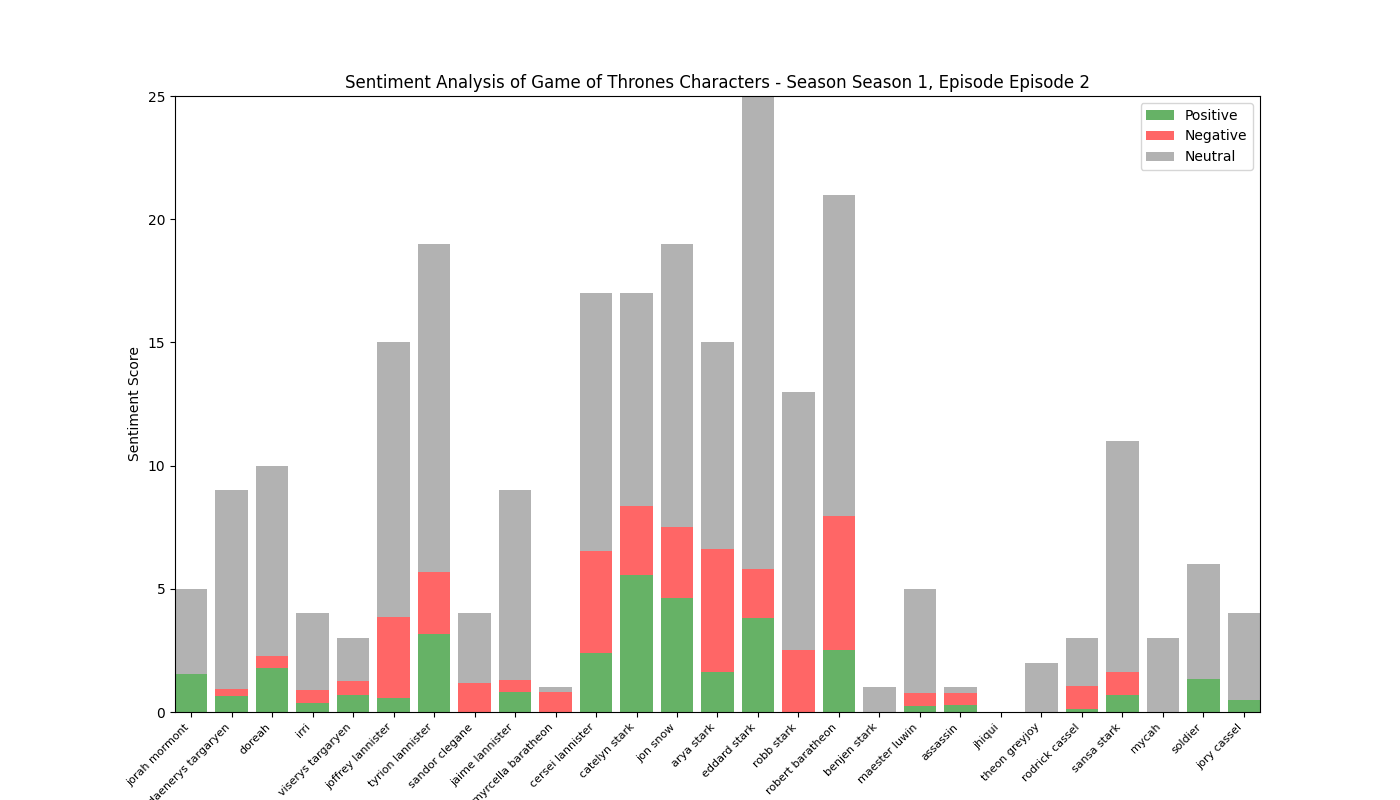 Sentiment Analysis of Game of Thrones Characters - Season Season 1, Episode Episode 2
25
20
15
10
5
0
Sentiment Score
Positive
Negative
Neutral
jorah mormont
daenerys targaryen
doreah
irri
viserys targaryen
joffrey lannister
tyrion lannister
sandor clegane
jaime lannister
myrcella baratheon
cersei lannister
catelyn stark
jon snow
arya stark
eddard stark
robb stark
robert baratheon
benjen stark
maester luwin
assassin
jhiqui
theon greyjoy
rodrick cassel
sansa stark
mycah
soldier
jory cassel